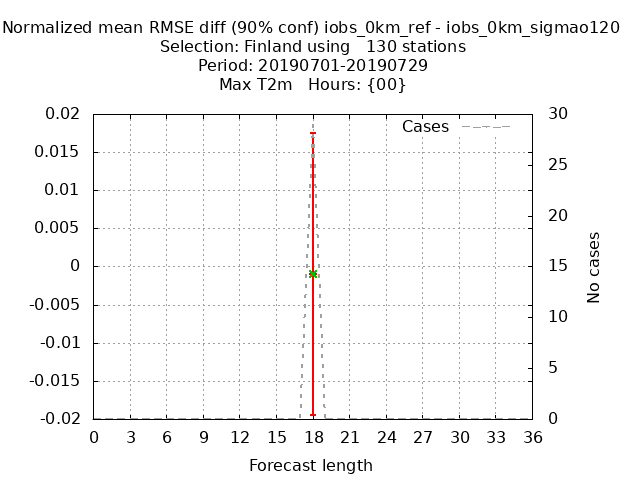 Normalized mean RMSE diff (90% conf) iobs_0km_ref - iobs_0km_sigmao120
Selection: Finland using   130 stations
Period: 20190701-20190729
Max T2m   Hours: {00}
0.02
0.015
0.01
0.005
0
-0.005
-0.01
-0.015
-0.02
Cases
30
25
20
15
10
5
0
No cases
0 3 6 9 12 15 18 21 24 27 30 33 36
Forecast length